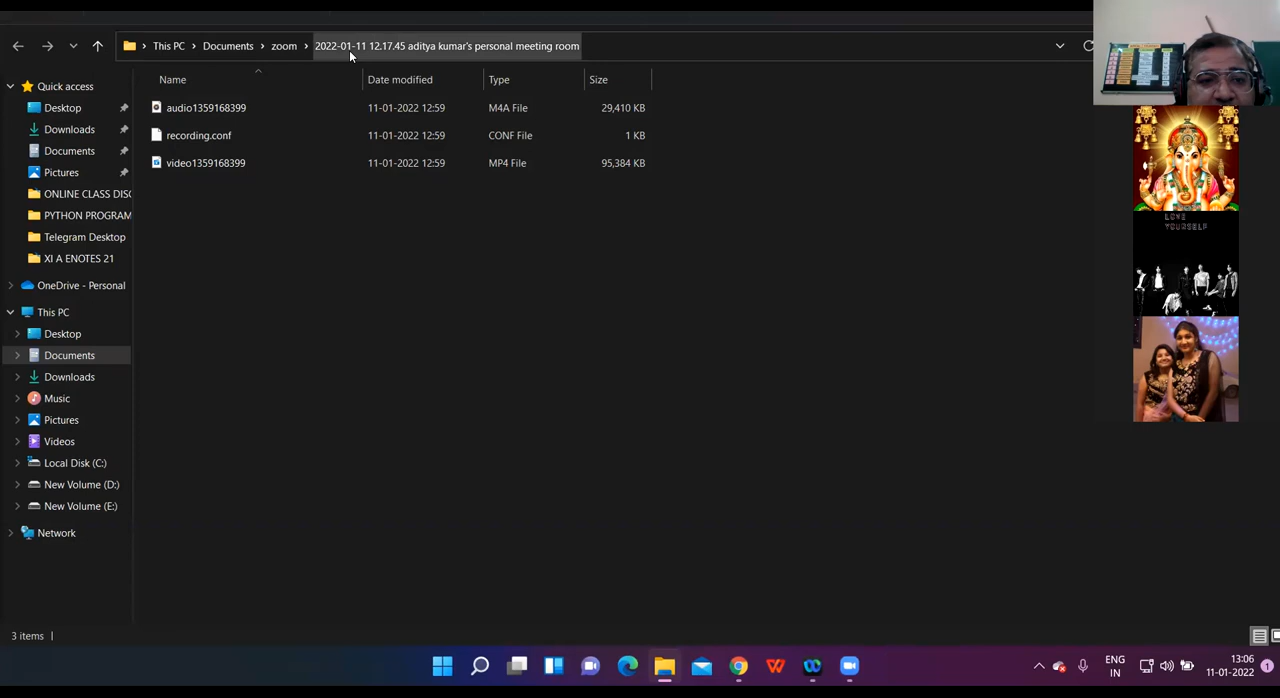 This PC > Documents > zoom > 2022-01-11 12.17.45 aditya kumar's personal meeting room
Name Date modified Type Size
audio1359168399 11-01-2022 12:59 M4A File 29,410 KB
recording.conf 11-01-2022 12:59 CONF File 1 KB
video1359168399 11-01-2022 12:59 MP4 File 95,384 KB
Quick access
Desktop
Downloads
Documents
Pictures
ONLINE CLASS DISC
PYTHON PROGRAM
Telegram Desktop
XI A ENOTES 21
OneDrive - Personal
This PC
Desktop
Documents
Downloads
Music
Pictures
Videos
Local Disk (C:)
New Volume (D:)
New Volume (E:)
Network
LOVE
YOURSELF
3 items
ENG
IN
13:06
11-01-2022
1